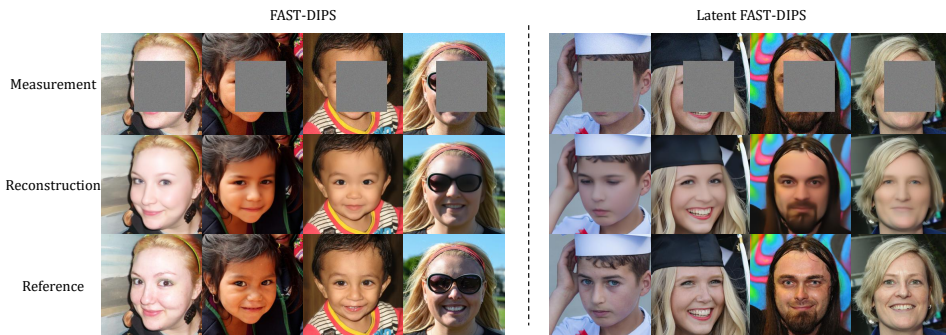 FAST-DIPS
Latent FAST-DIPS
Measurement
Reconstruction
Reference